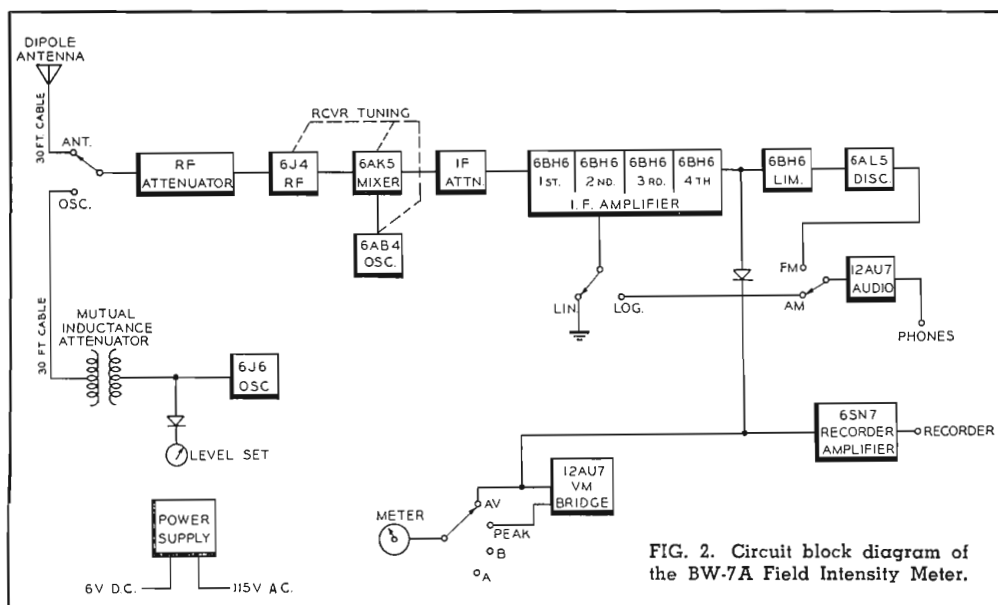 DIPOLE
ANTENNA
30 FT. CABLE
ANT.
OSC.
RF
ATTENUATOR
RCVR TUNING
6J4
RF
6AK5
MIXER
6AB4
OSC.
IF
ATTN.
6BH6
1ST.
6BH6
2ND.
6BH6
3RD.
6BH6
4TH
I.F. AMPLIFIER
6BH6
LIM.
6AL5
DISC.
LIN.
LOG.
FM
AM
12AU7
AUDIO
PHONES
30 FT CABLE
MUTUAL
INDUCTANCE
ATTENUATOR
6J6
OSC
LEVEL SET
6SN7
RECORDER
AMPLIFIER
RECORDER
12AU7
VM
BRIDGE
METER
AV
PEAK
B
A
POWER
SUPPLY
6V D.C.
115V A.C.
FIG. 2. Circuit block diagram of
the BW-7A Field Intensity Meter.